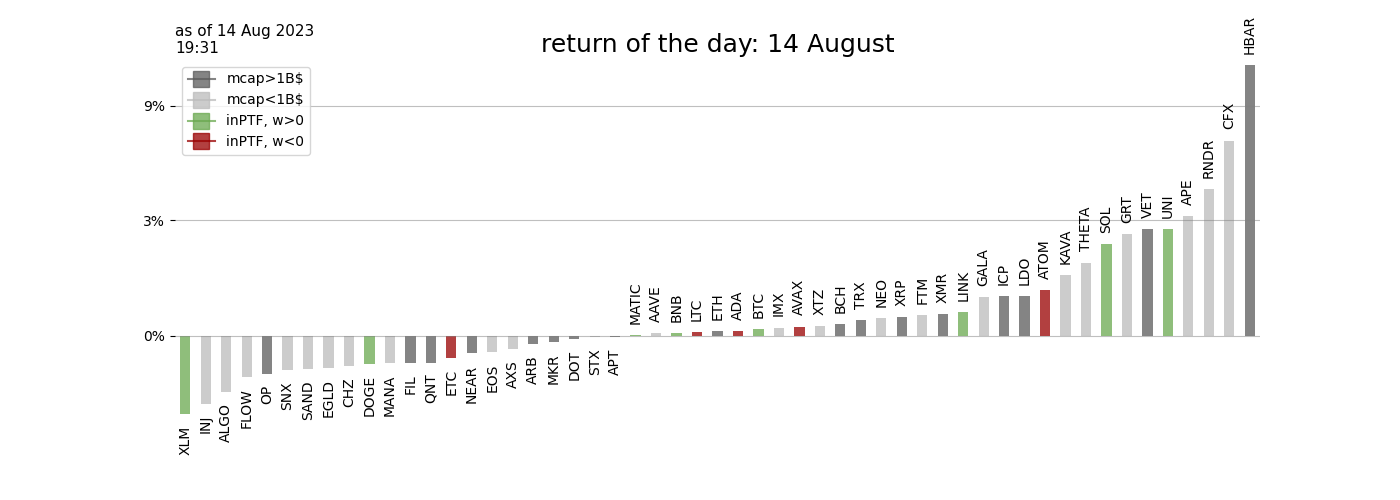 as of 14 Aug 2023
19:31
return of the day: 14 August
mcap>1B$
mcap<1B$
inPTF, w>0
inPTF, w<0
9%
3%
0%
XLM
INJ
ALGO
FLOW
OP
SNX
SAND
EGLD
CHZ
DOGE
MANA
FIL
QNT
ETC
NEAR
EOS
AXS
ARB
MKR
DOT
STX
APT
MATIC
AAVE
BNB
LTC
ETH
ADA
BTC
IMX
AVAX
XTZ
BCH
TRX
NEO
XRP
FTM
XMR
LINK
GALA
ICP
LDO
ATOM
KAVA
THETA
SOL
GRT
VET
UNI
APE
RNDR
CFX
HBAR